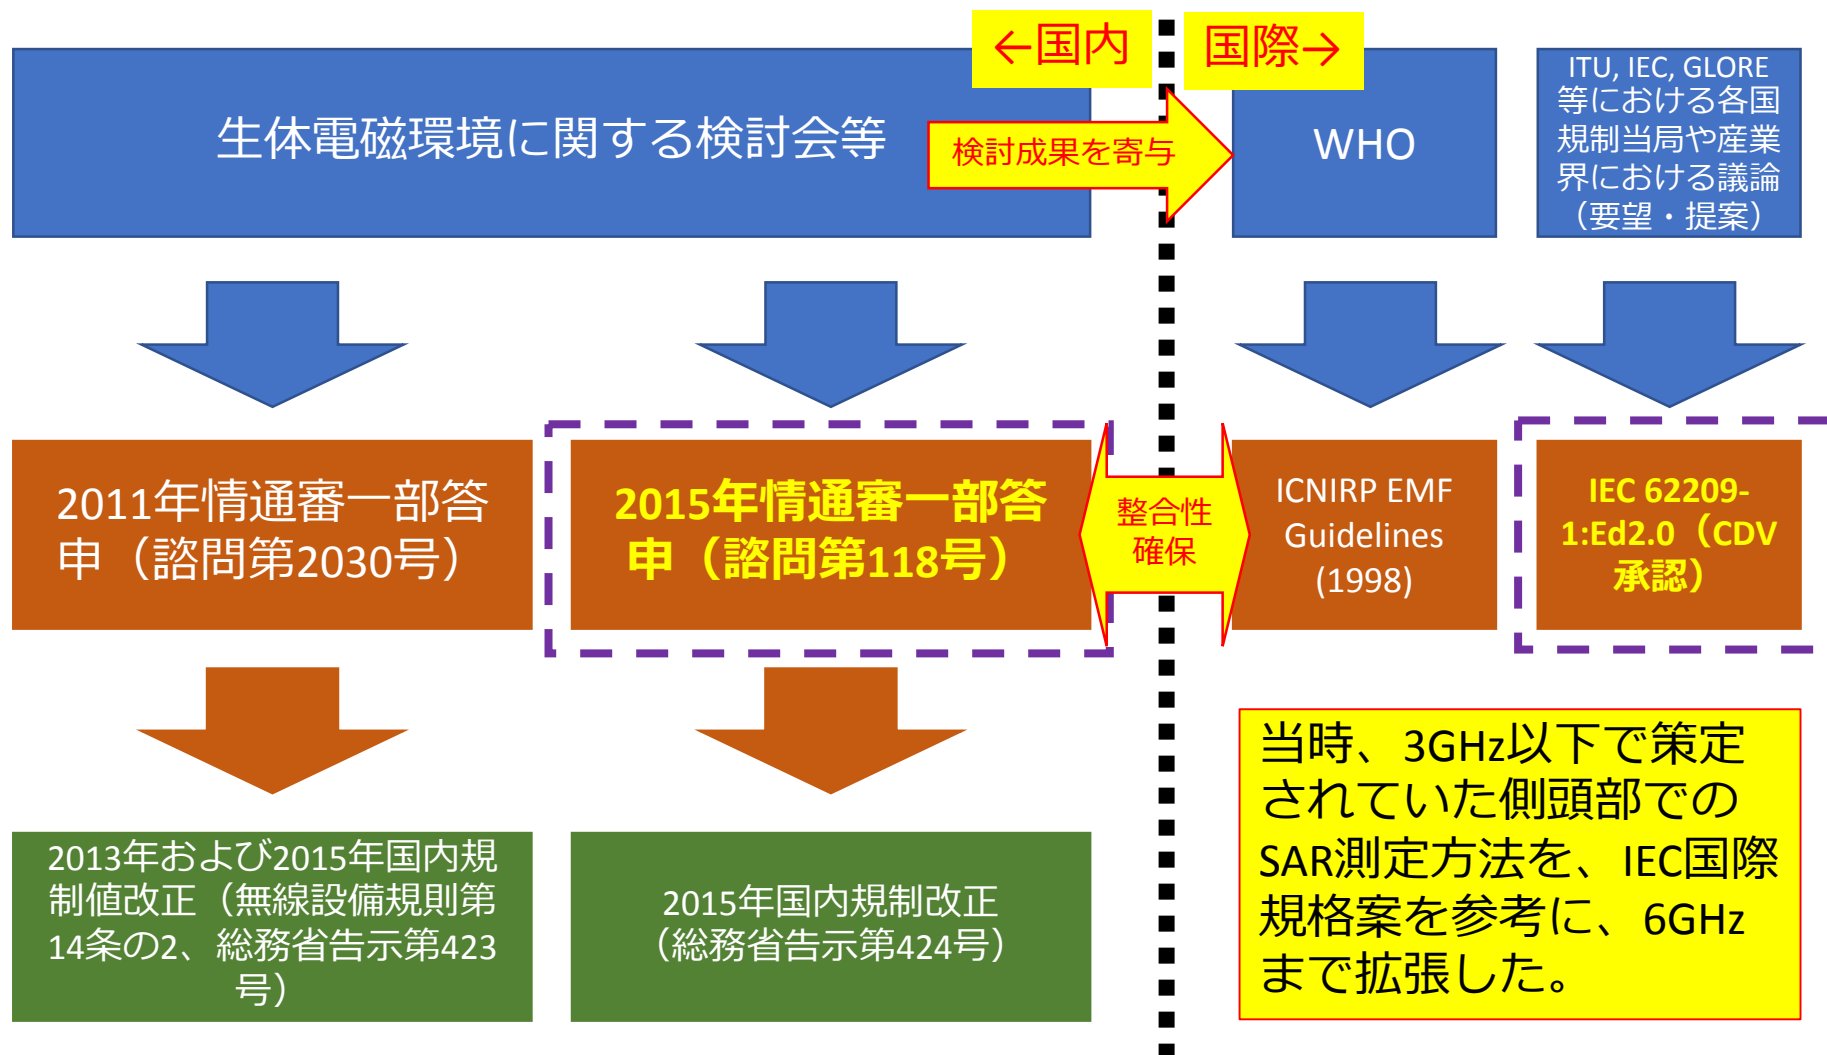 ←国内
国際→
生体電磁環境に関する検討会等
検討成果を寄与
WHO
ITU, IEC, GLORE
等における各国
規制当局や産業
界における議論
（要望・提案）
2011年情通審一部答
申（諮問第2030号）
2015年情通審一部答
申（諮問第118号）
整合性
確保
ICNIRP EMF
Guidelines
(1998)
IEC 62209-
1:Ed2.0（CDV
承認）
2013年および2015年国内規
制値改正（無線設備規則第
14条の2、総務省告示第423
号）
2015年国内規制改正
（総務省告示第424号）
当時、3GHz以下で策定
されていた側頭部での
SAR測定方法を、IEC国際
規格案を参考に、6GHz
まで拡張した。